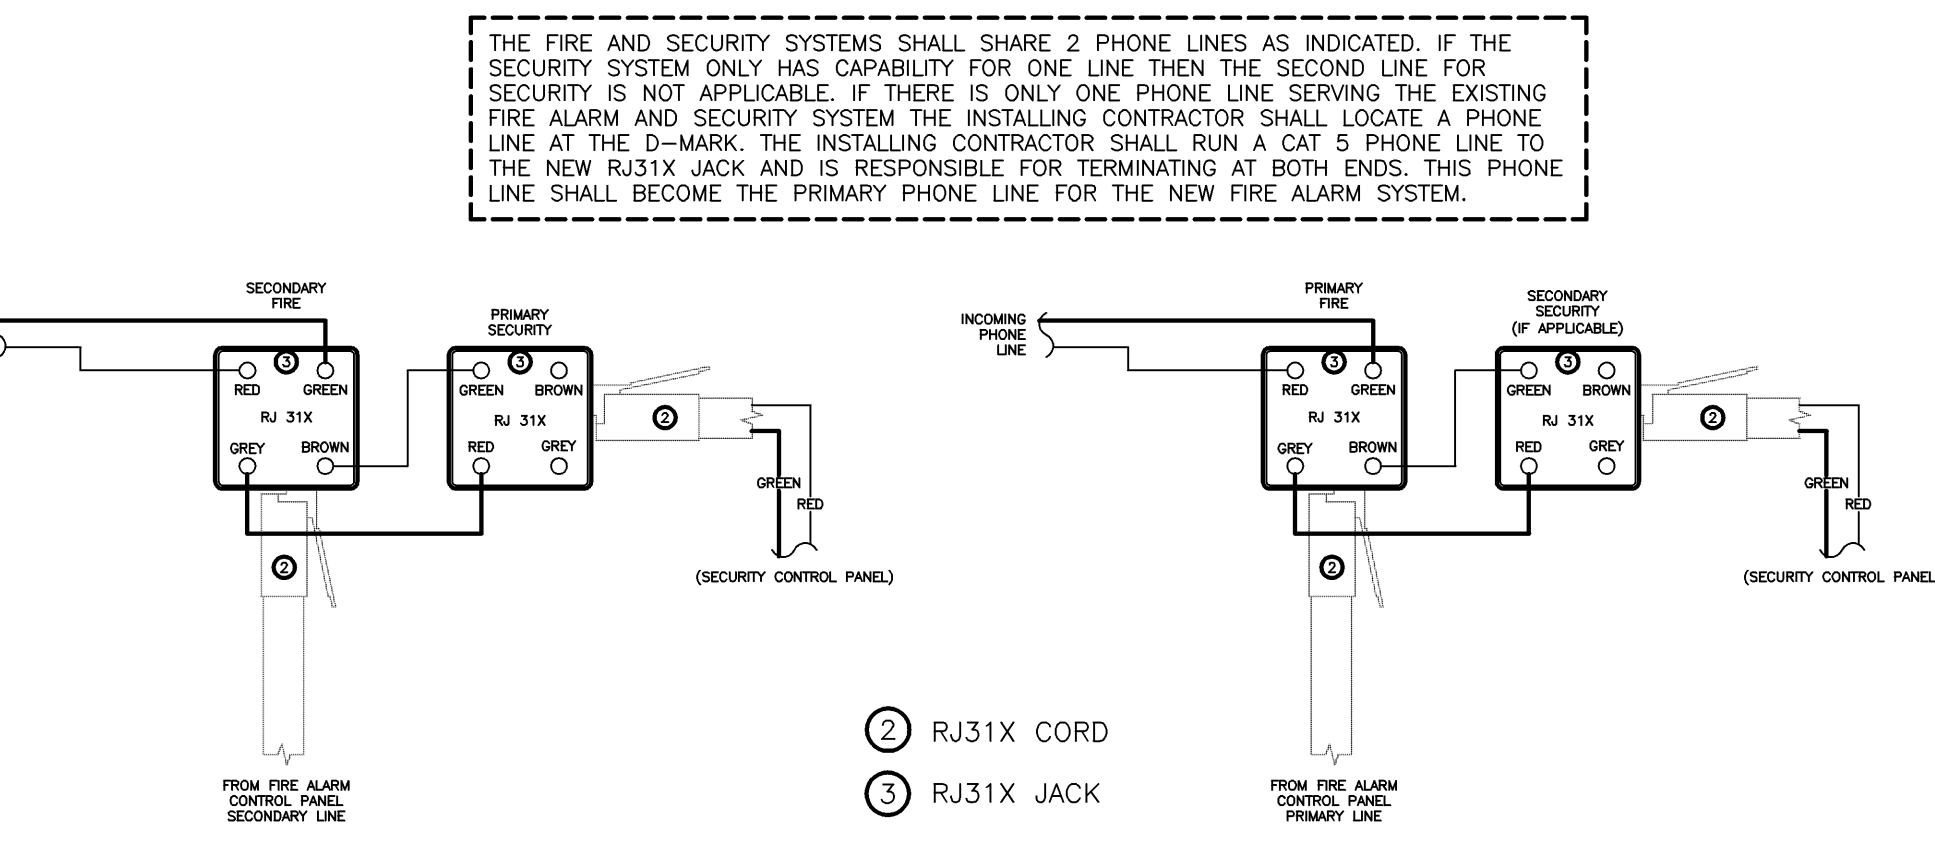 THE FIRE AND SECURITY SYSTEMS SHALL SHARE 2 PHONE LINES AS INDICATED. IF THE
SECURITY SYSTEM ONLY HAS CAPABILITY FOR ONE LINE THEN THE SECOND LINE FOR
SECURITY IS NOT APPLICABLE. IF THERE IS ONLY ONE PHONE LINE SERVING THE EXISTING
FIRE ALARM AND SECURITY SYSTEM THE INSTALLING CONTRACTOR SHALL LOCATE A PHONE
LINE AT THE D-MARK. THE INSTALLING CONTRACTOR SHALL RUN A CAT 5 PHONE LINE TO
THE NEW RJ31X JACK AND IS RESPONSIBLE FOR TERMINATING AT BOTH ENDS. THIS PHONE
LINE SHALL BECOME THE PRIMARY PHONE LINE FOR THE NEW FIRE ALARM SYSTEM.
SECONDARY
FIRE
3
RED GREEN
RJ 31X
GREY BROWN
2
FROM FIRE ALARM
CONTROL PANEL
SECONDARY LINE
PRIMARY
SECURITY
3
GREEN BROWN
RJ 31X
RED GREY
2
GREEN
RED
(SECURITY CONTROL PANEL)
INCOMING
PHONE
LINE
PRIMARY
FIRE
3
RED GREEN
RJ 31X
GREY BROWN
2
FROM FIRE ALARM
CONTROL PANEL
PRIMARY LINE
SECONDARY
SECURITY
(IF APPLICABLE)
3
GREEN BROWN
RJ 31X
RED GREY
2
GREEN
RED
(SECURITY CONTROL PANEL
2 RJ31X CORD
3 RJ31X JACK